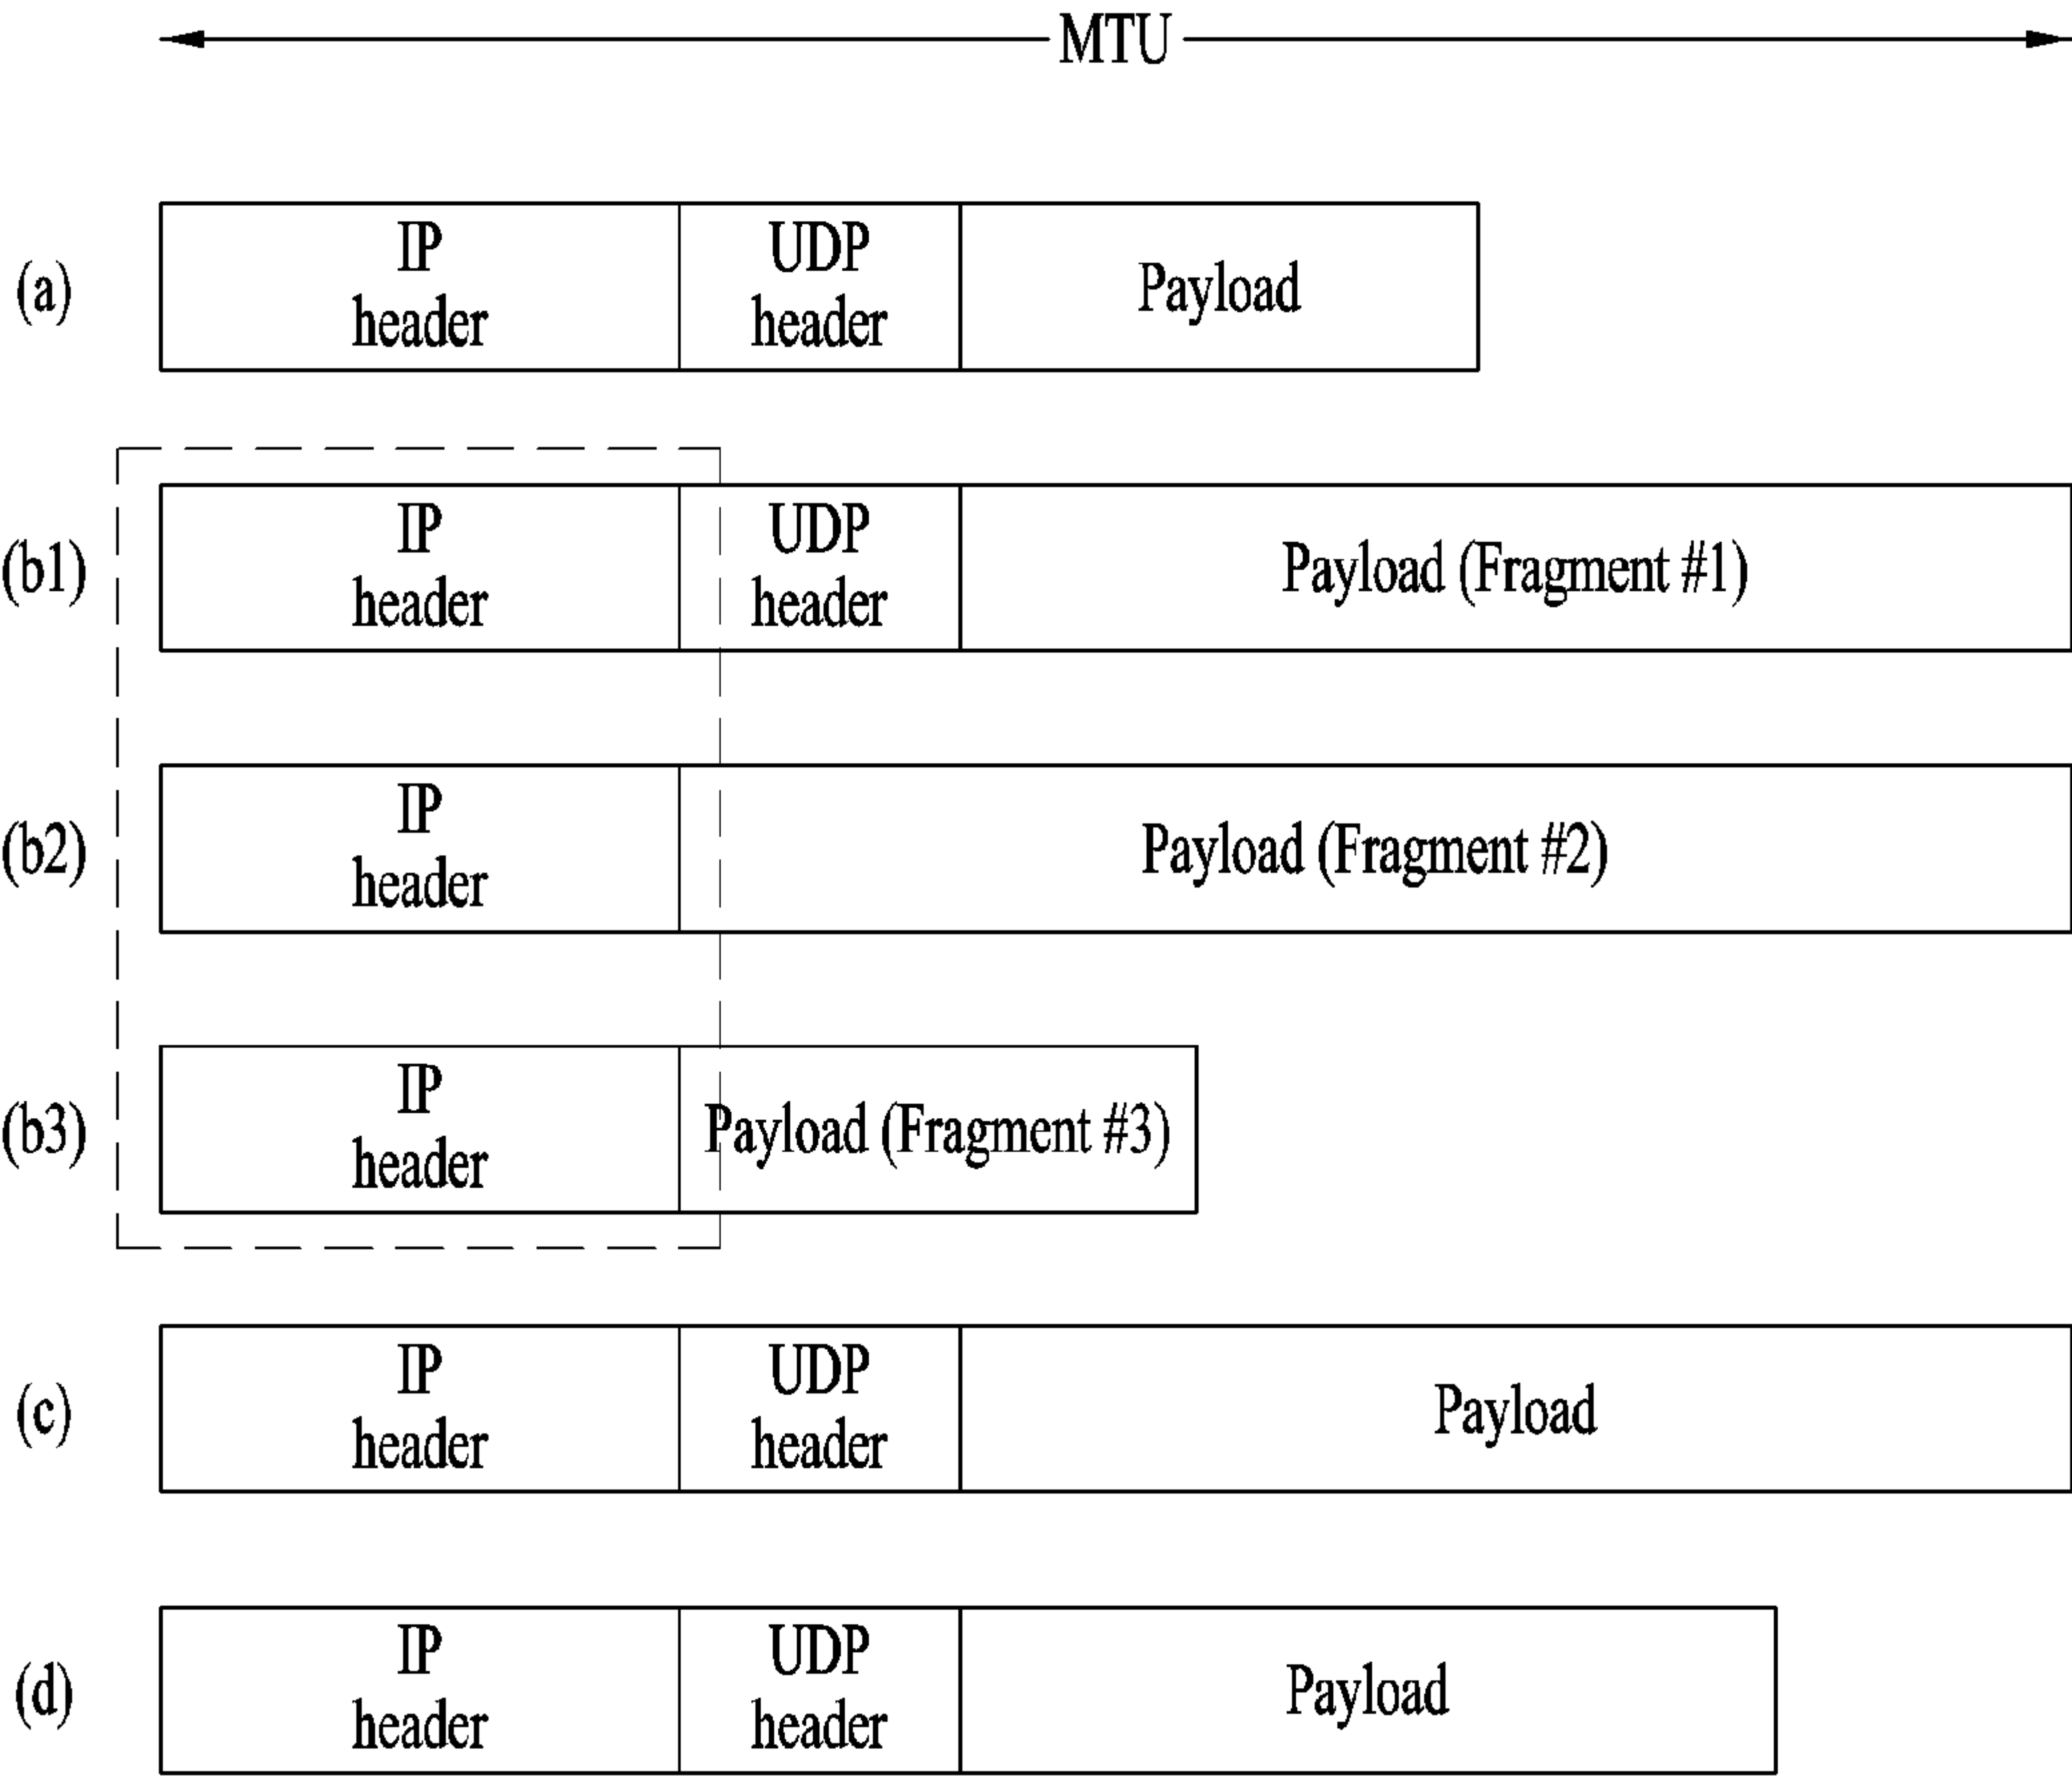 MTU
(a)
IP
header
UDP
header
Payload
(b1)
IP
header
UDP
header
Payload (Fragment #1)
(b2)
IP
header
Payload (Fragment #2)
(b3)
IP
header
Payload (Fragment #3)
(c)
IP
header
UDP
header
Payload
(d)
IP
header
UDP
header
Payload